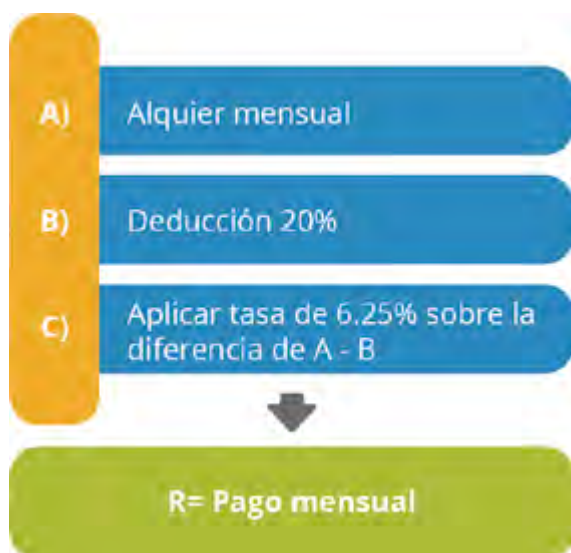 A) Alquier mensual
B) Deducción 20%
C) Aplicar tasa de 6.25% sobre la
diferencia de A - B
R= Pago mensual